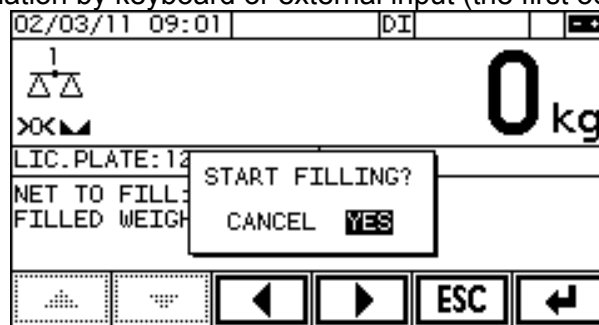 ation by keyboard or external input (the first
02/03/11 09:01 DI
1
0 kg
LIC.PLATE:12
START FILLING?
NET TO FILL:
FILLED WEIGH
CANCEL YES
ESC